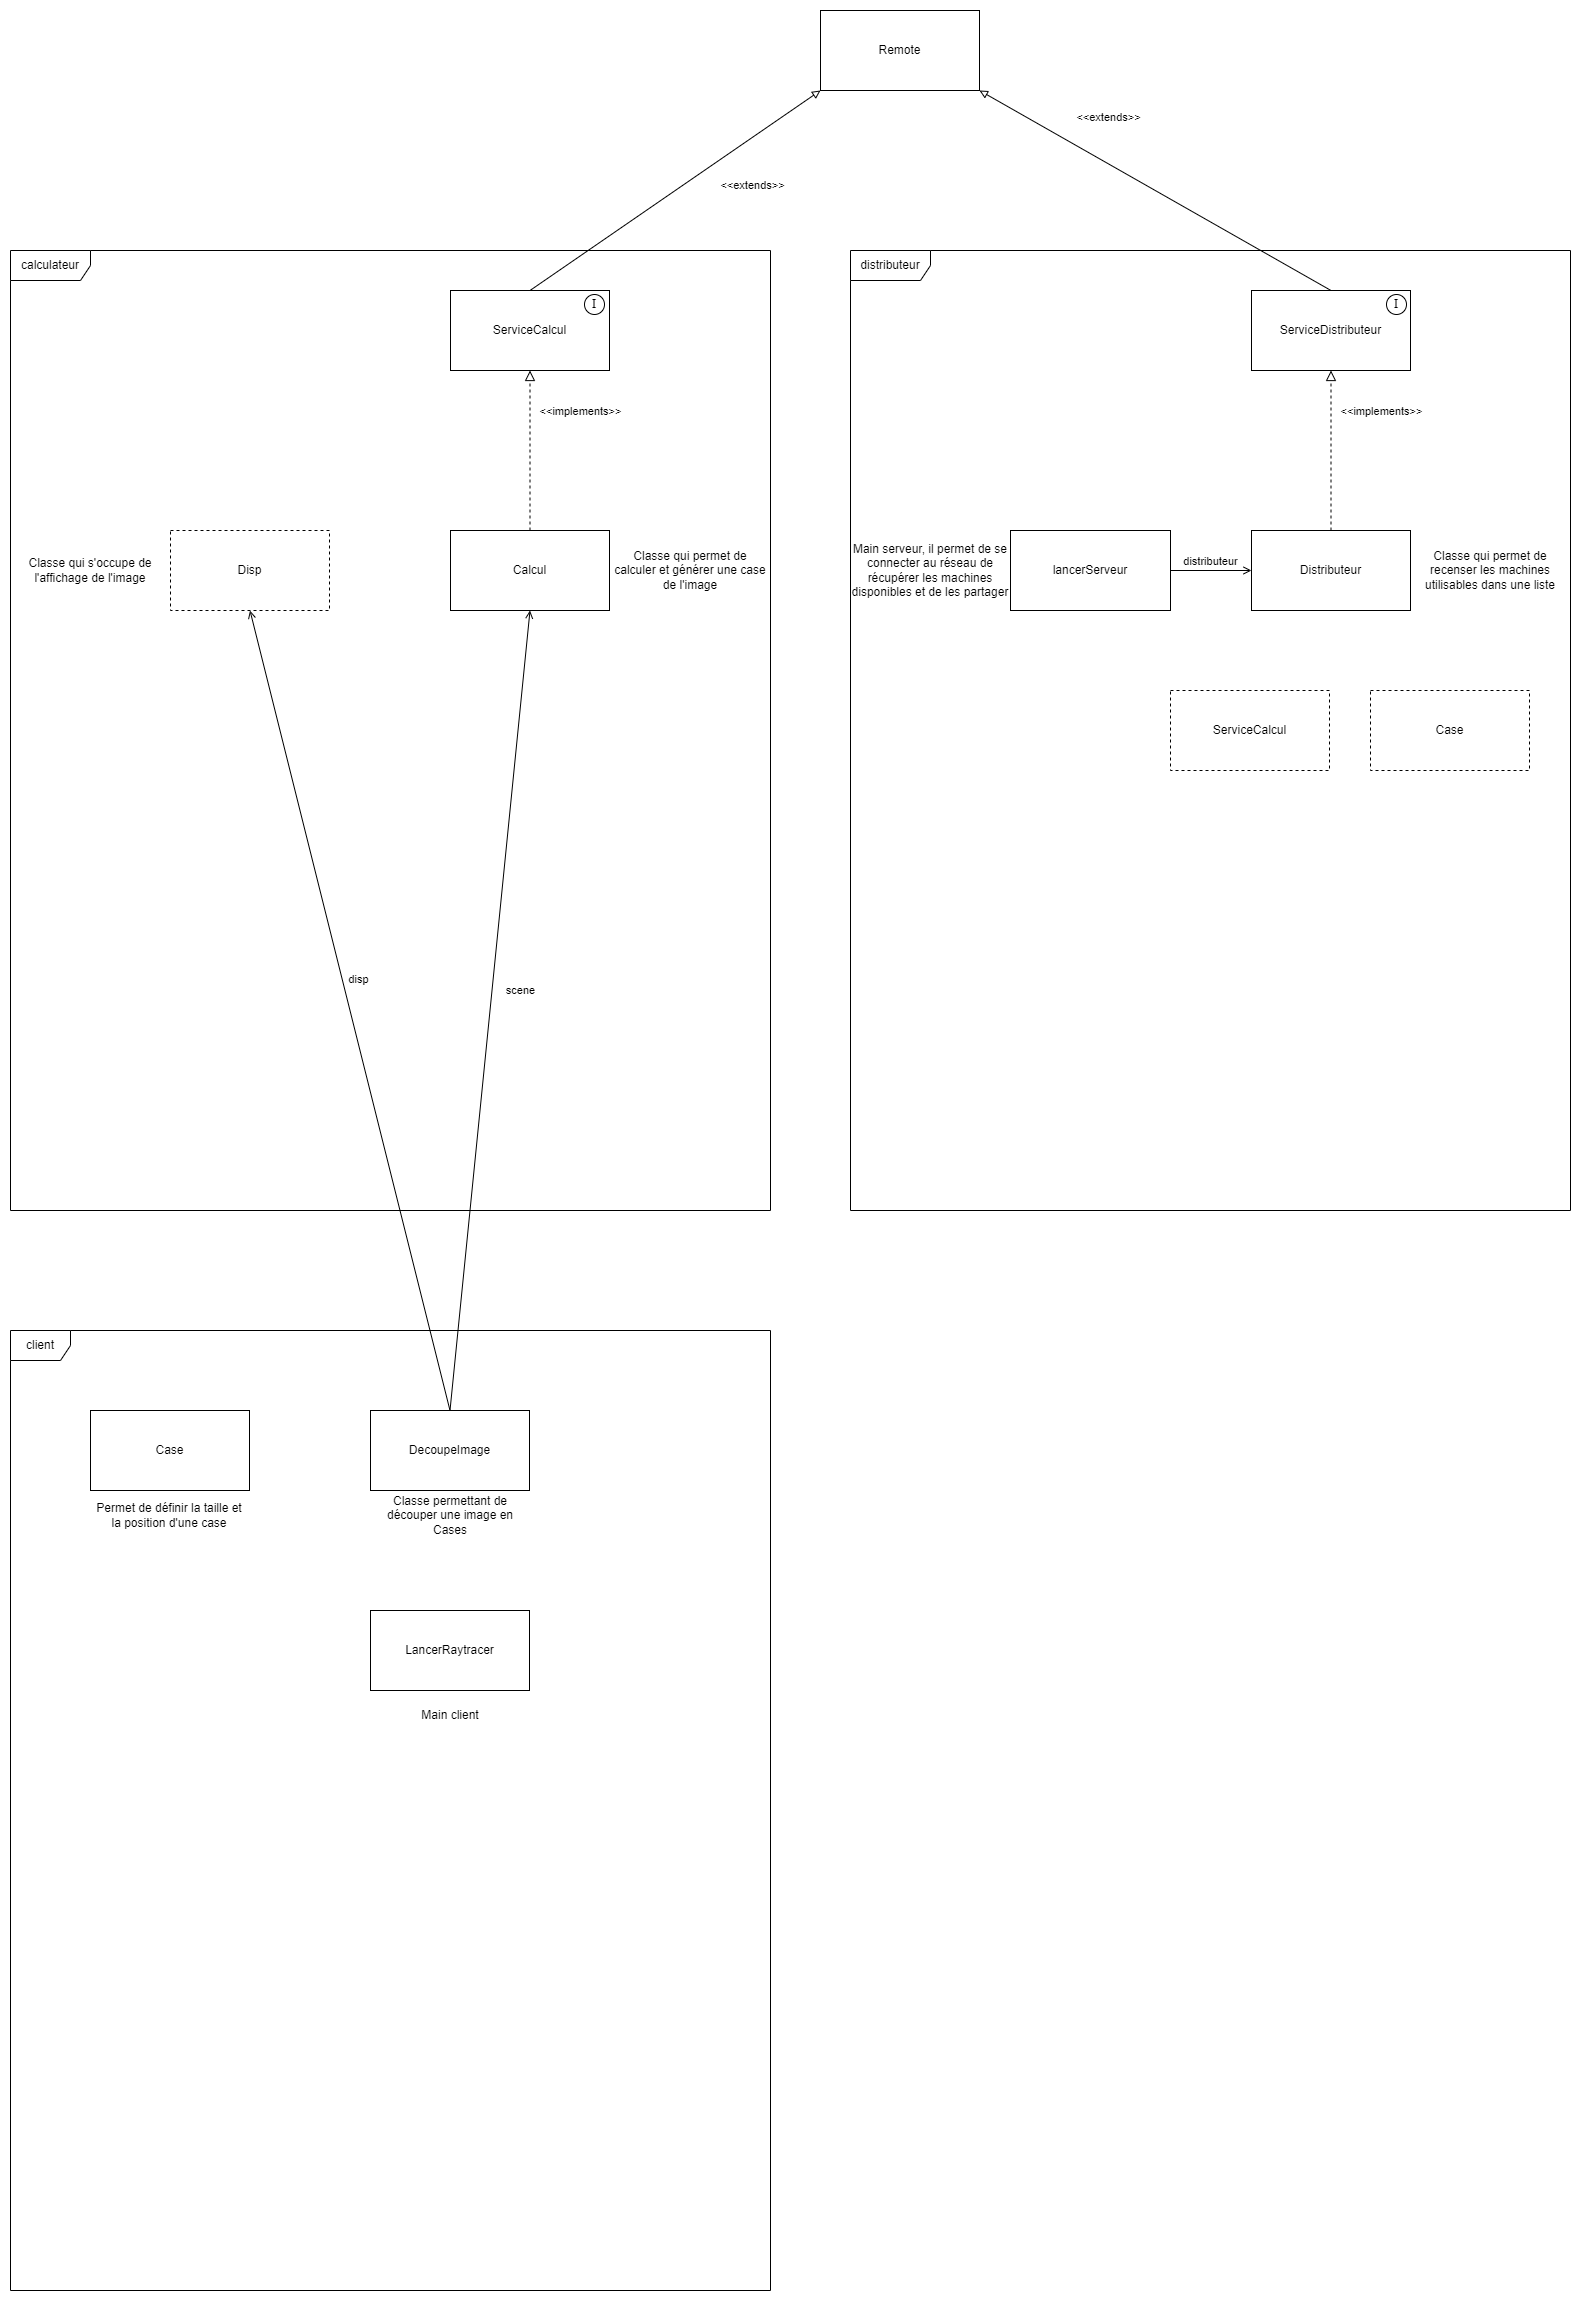 Remote
<<extends>>
<<extends>>
calculateur
ServiceCalcul
I
<<implements>>
Classe qui s'occupe de
l'affichage de l'image
Disp
Calcul
Classe qui permet de
calculer et générer une case
de l'image
disp
scene
distributeur
ServiceDistributeur
I
<<implements>>
Main serveur, il permet de se
connecter au réseau de
récupérer les machines
disponibles et de les partager
lancerServeur
distributeur
Distributeur
Classe qui permet de
recenser les machines
utilisables dans une liste
ServiceCalcul
Case
client
Case
Permet de définir la taille et
la position d'une case
DecoupeImage
Classe permettant de
découper une image en
Cases
LancerRaytracer
Main client